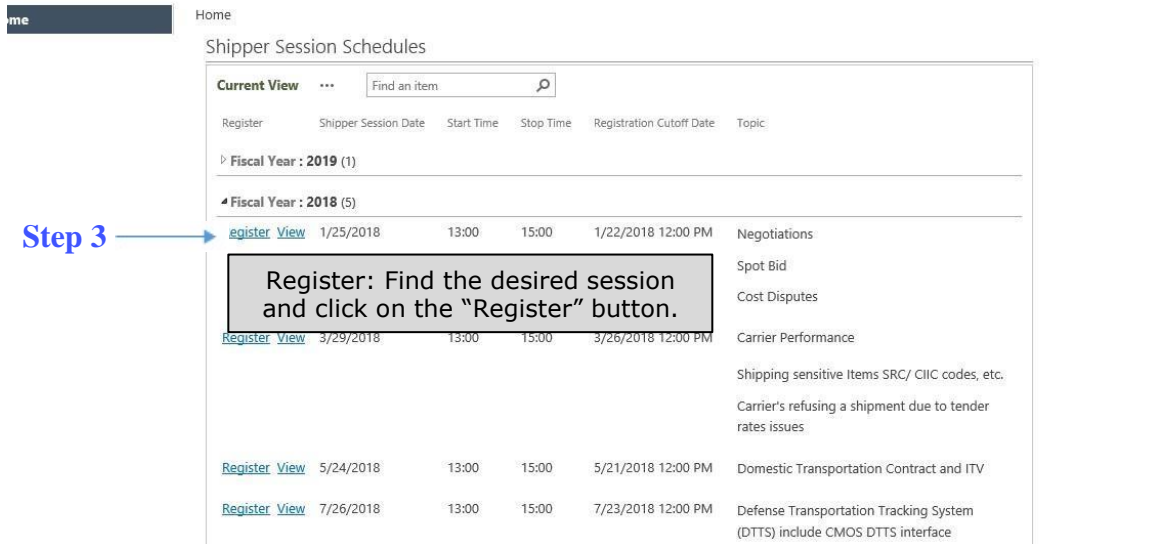 ome
Home
Shipper Session Schedules
Current View ••• Find an item
Register Shipper Session Date Start Time Stop Time Registration Cutoff Date Topic
Fiscal Year : 2019 (1)
Fiscal Year : 2018 (5)
Step 3
egister View 1/25/2018 13:00 15:00 1/22/2018 12:00 PM Negotiations
Spot Bid
Register: Find the desired session
and click on the “Register” button.
Cost Disputes
Register View 3/29/2018 13:00 15:00 3/26/2018 12:00 PM Carrier Performance
Shipping sensitive Items SRC/ CIIC codes, etc.
Carrier's refusing a shipment due to tender
rates issues
Register View 5/24/2018 13:00 15:00 5/21/2018 12:00 PM Domestic Transportation Contract and ITV
Register View 7/26/2018 13:00 15:00 7/23/2018 12:00 PM Defense Transportation Tracking System
(DTTS) include CMOS DTTS interface